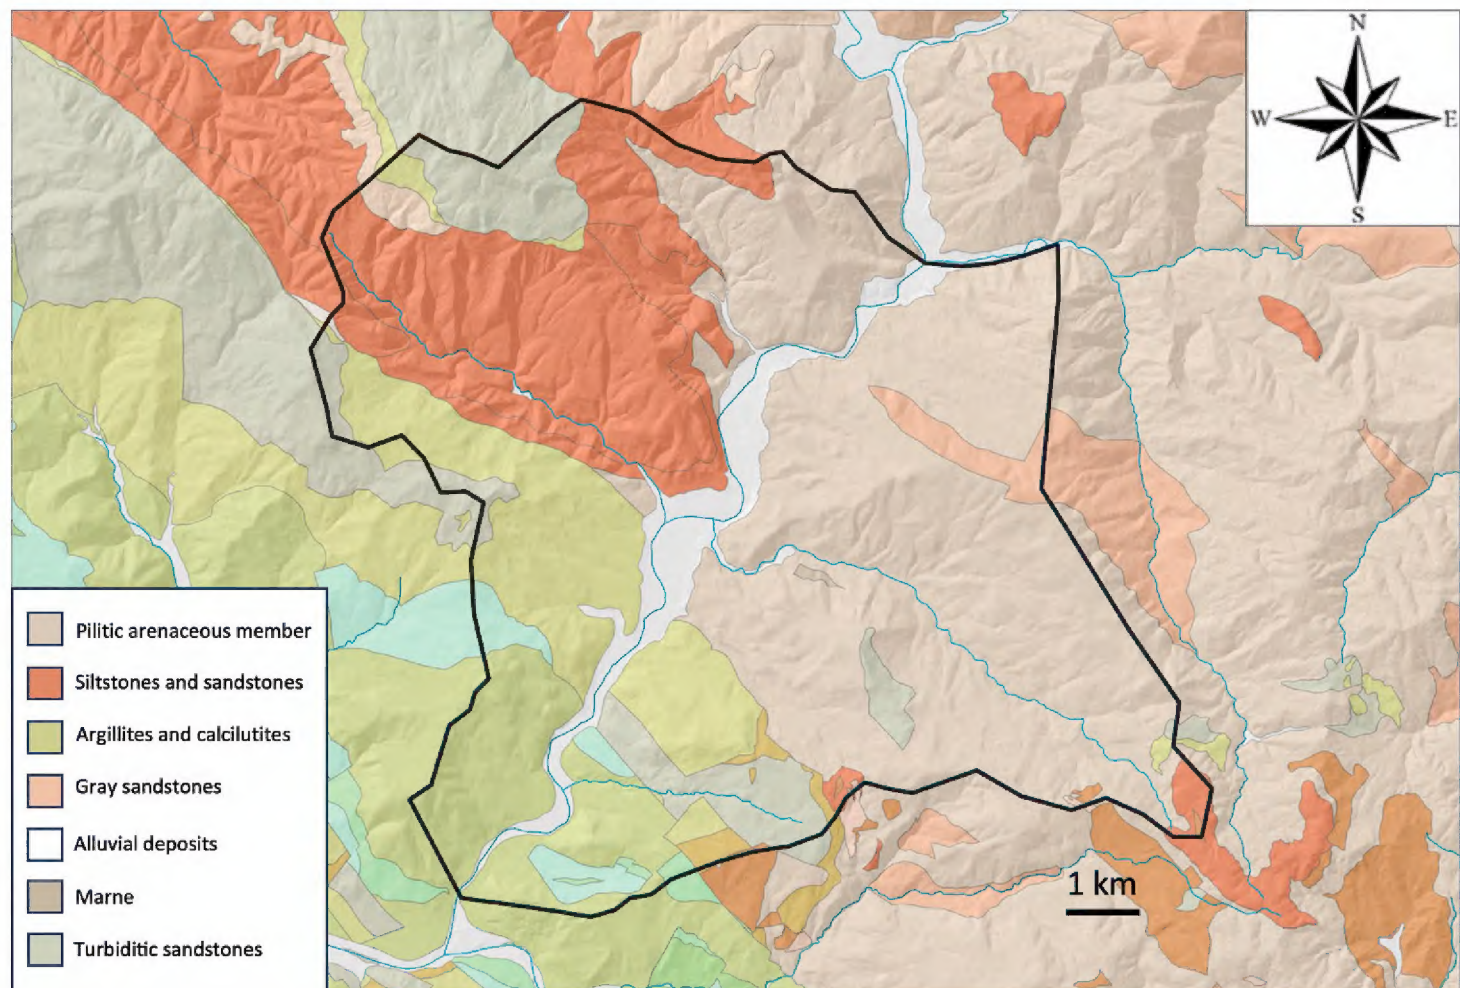 N
W
E
S
Pilitic arenaceous member
Siltstones and sandstones
Argillites and calcilutites
Gray sandstones
Alluvial deposits
Marne
Turbiditic sandstones
1 km